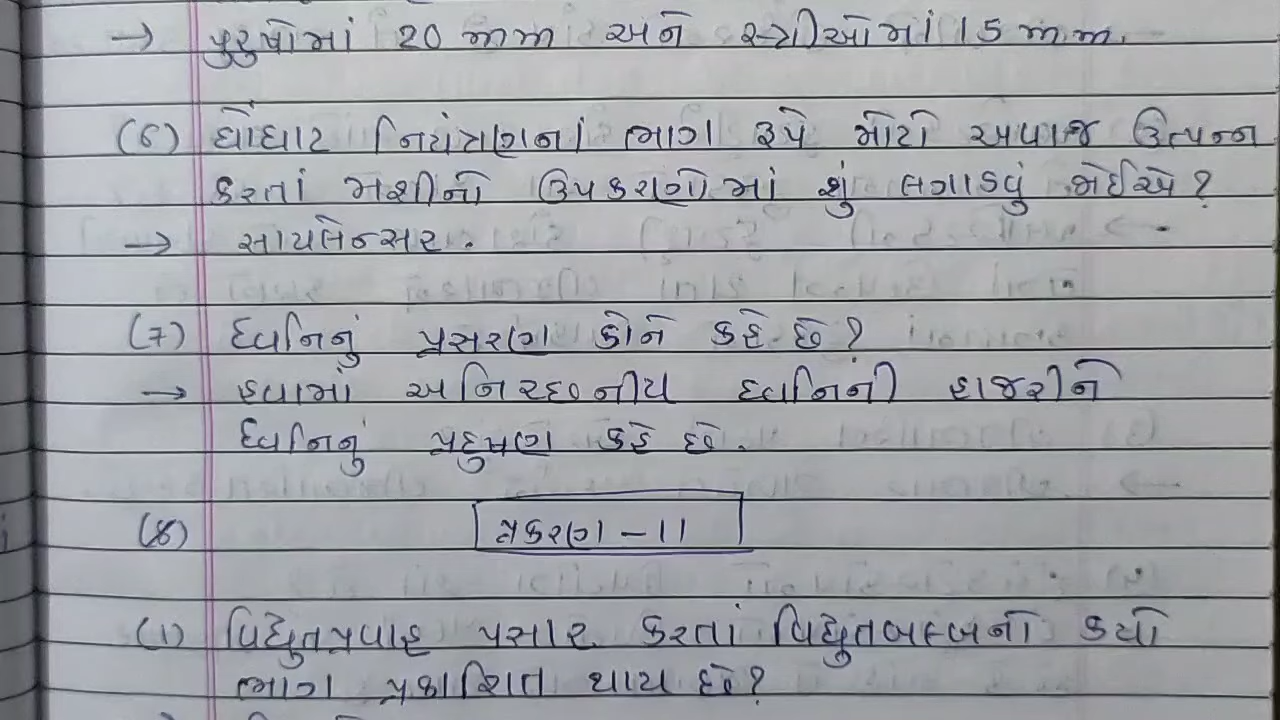 → પુરુષોમાં 20 mm અને સ્ત્રીઓમાં 15 mm.
(6) ઘોંઘાટ નિયંત્રણનાં ભાગ રૂપે મોટો અવાજ ઉત્પન્ન
કરતાં મશીનો ઉપકરણોમાં શું લગાડવું જોઈએ?
→ સાયલેન્સર.
(7) ધ્વનિનું પ્રસરણ કોને કહે છે?
→ હવામાં અનિચ્છનીય ધ્વનિની હાજરીને
ધ્વનિનું પ્રદુષણ કહે છે.
(8) પ્રકરણ - 11
(1) વિદ્યુતપ્રવાહ પસાર કરતાં વિદ્યુતબલ્બનો કયો
ભાગ પ્રકાશિત થાય છે?